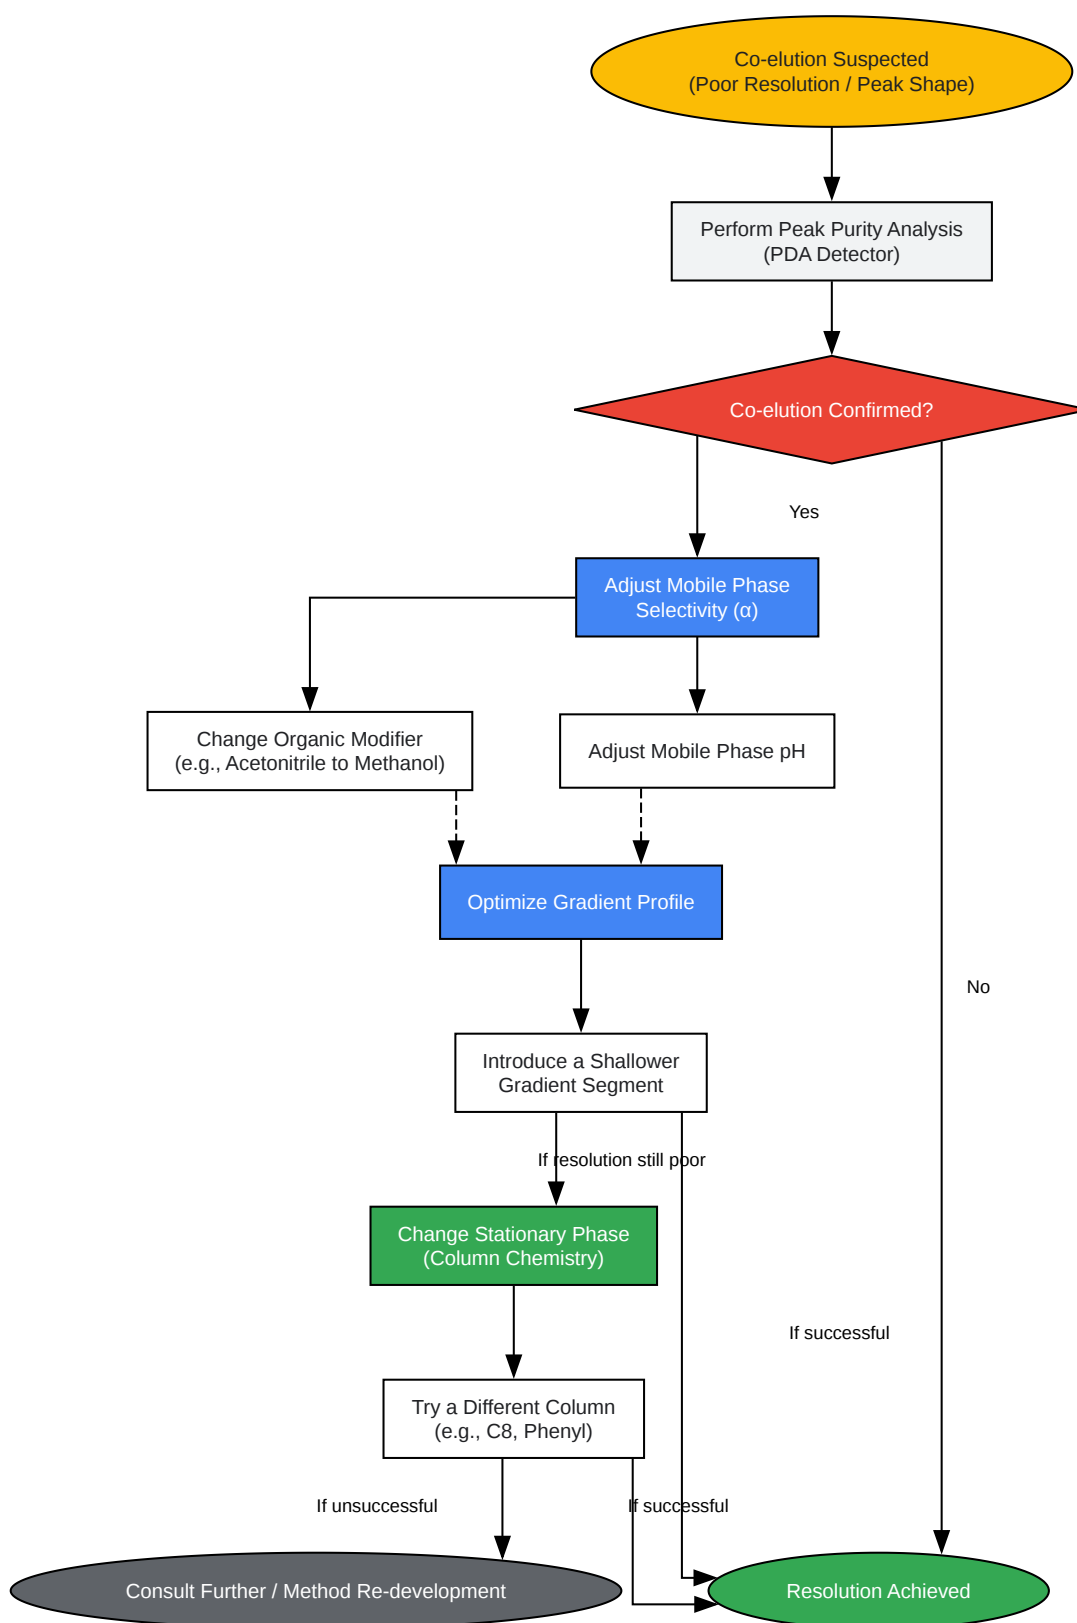 Co-elution Suspected
(Poor Resolution / Peak Shape)
Perform Peak Purity Analysis
(PDA Detector)
Co-elution Confirmed?
Yes
Adjust Mobile Phase
Selectivity (α)
Change Organic Modifier
(e.g., Acetonitrile to Methanol)
Adjust Mobile Phase pH
Optimize Gradient Profile
No
Introduce a Shallower
Gradient Segment
If resolution still poor
Change Stationary Phase
(Column Chemistry)
If successful
Try a Different Column
(e.g., C8, Phenyl)
If unsuccessful
If successful
Consult Further / Method Re-development
Resolution Achieved